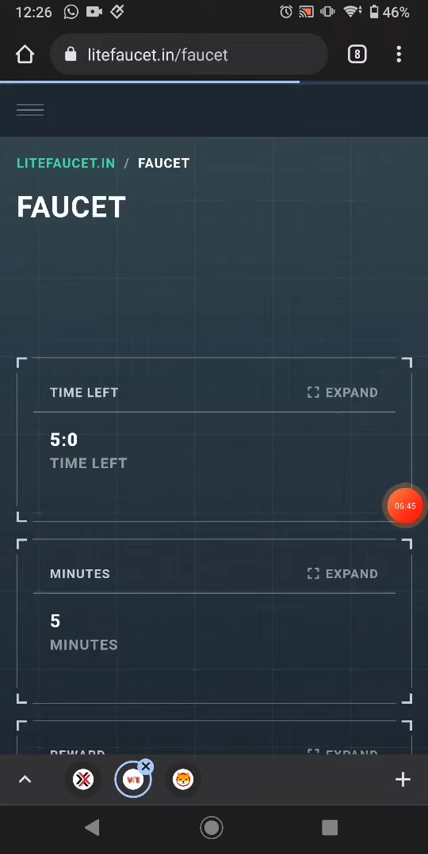 12:26
46%
litefaucet.in/faucet
8
LITEFAUCET.IN / FAUCET
FAUCET
TIME LEFT
EXPAND
5:0
TIME LEFT
06:45
MINUTES
EXPAND
5
MINUTES
REWARD
EXPAND